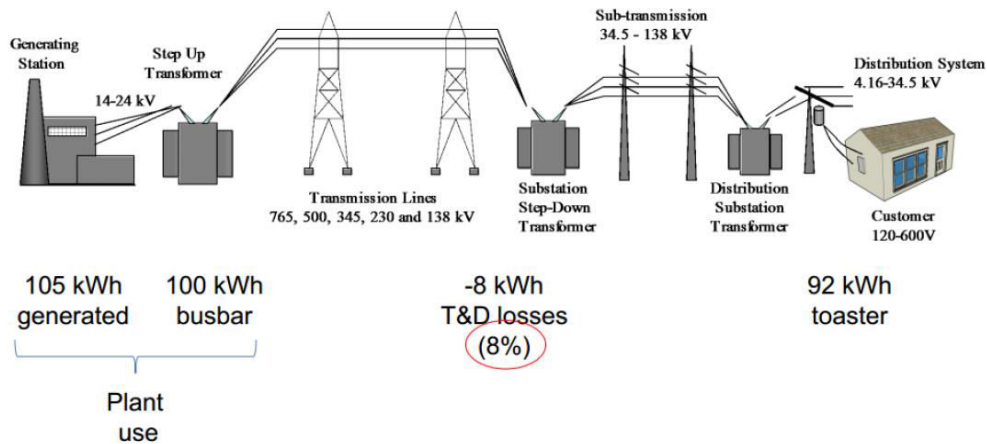 Generating
Station
Step Up
Transformer
14-24 kV
Transmission Lines
765, 500, 345, 230 and 138 kV
Sub-transmission
34.5 - 138 kV
Substation
Step-Down
Transformer
Distribution
Substation
Transformer
Distribution System
4.16-34.5 kV
Customer
120-600V
105 kWh
generated
100 kWh
busbar
-8 kWh
T&D losses
(8%)
92 kWh
toaster
Plant
use